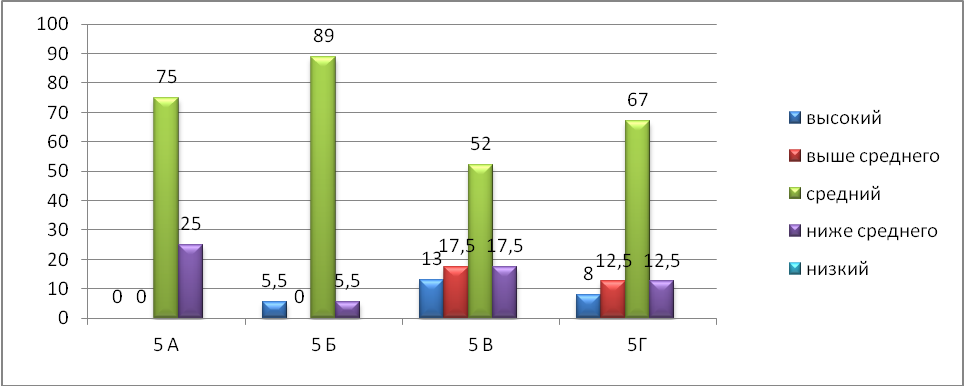 100
90
80
70
60
50
40
30
20
10
0
0 0 75 25
5,5 0 89 5,5
13 17,5 52 17,5
8 12,5 67 12,5
5 А 5 Б 5 В 5Г
высокий
выше среднего
средний
ниже среднего
низкий